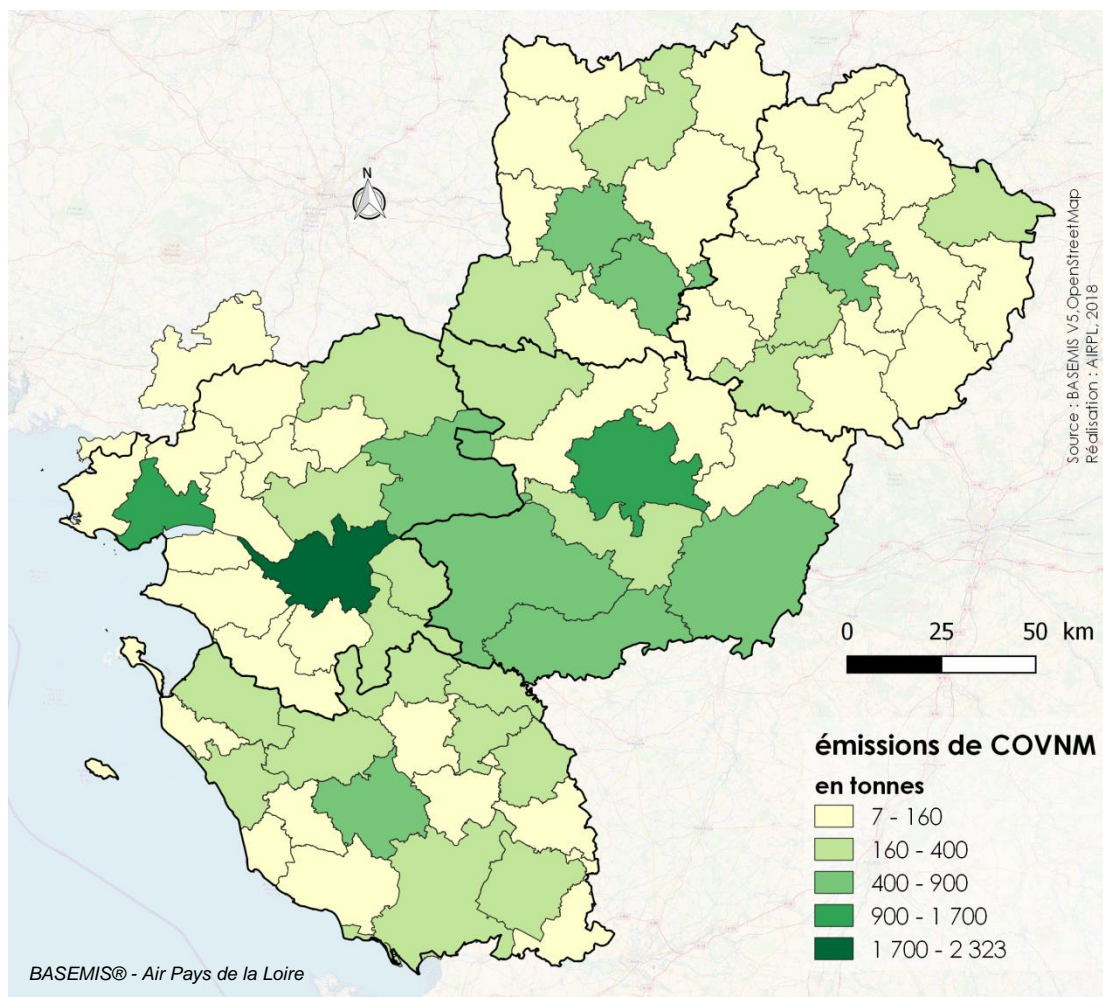 N
Source : BASEMIS V5,OpenStreetMap
Réalisation : AIRPL, 2018
0 25 50 km
émissions de COVNM
en tonnes
7 - 160
160 - 400
400 - 900
900 - 1 700
1 700 - 2 323
BASEMIS® - Air Pays de la Loire